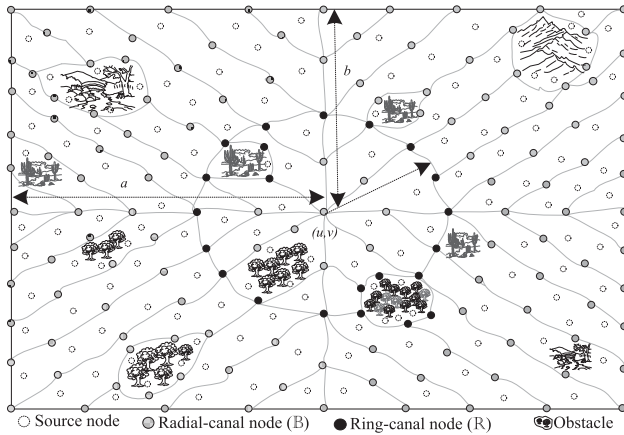 b
a
(u,v)
Source node
Radial-canal node (𝔹)
Ring-canal node (ℝ)
Obstacle